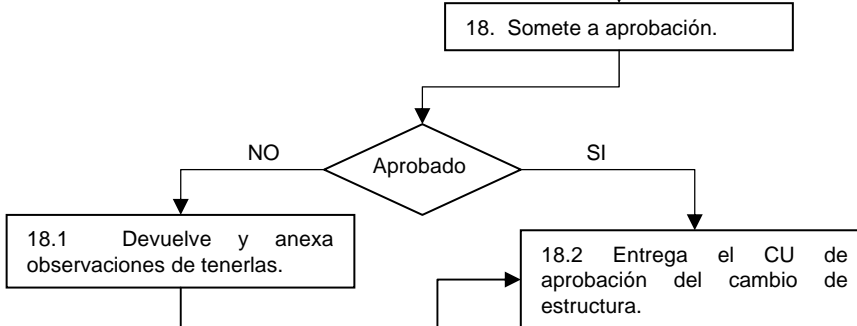 18. Somete a aprobación.
Aprobado
NO
SI
18.1 Devuelve y anexa
observaciones de tenerlas.
18.2 Entrega el CU de
aprobación del cambio de
estructura.